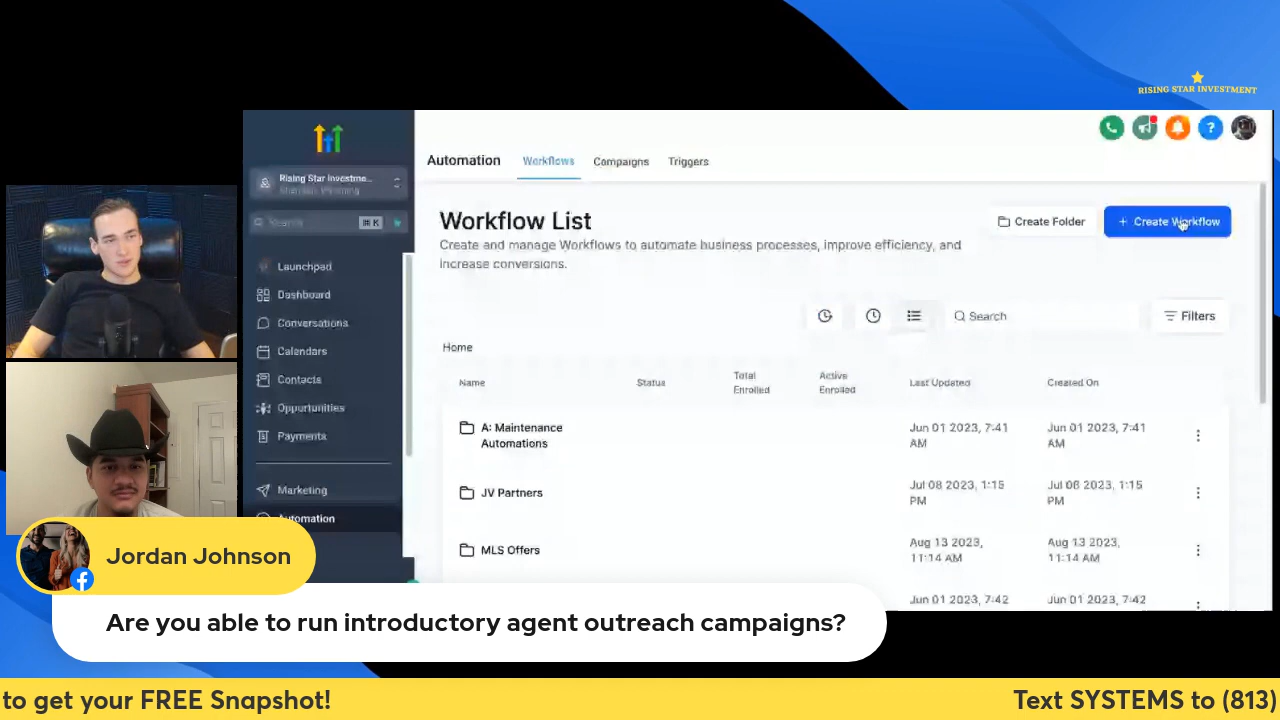 RISING STAR INVESTMENT
Rising Star Investme...
Sheridan, Wyoming
Search
⌘ K
Launchpad
Dashboard
Conversations
Calendars
Contacts
Opportunities
Payments
Marketing
Automation
Automation Workflows Campaigns Triggers
Workflow List
Create Folder
+ Create Workflow
Create and manage Workflows to automate business processes, improve efficiency, and
increase conversions.
Search
Filters
Home
Name Status Total Enrolled Active Enrolled Last Updated Created On
A: Maintenance Automations Jun 01 2023, 7:41 AM Jun 01 2023, 7:41 AM
JV Partners Jul 08 2023, 1:15 PM Jul 08 2023, 1:15 PM
MLS Offers Aug 13 2023, 11:14 AM Aug 13 2023, 11:14 AM
Jun 01 2023, 7:42 Jun 01 2023, 7:42
Jordan Johnson
Are you able to run introductory agent outreach campaigns?
to get your FREE Snapshot! Text SYSTEMS to (813)